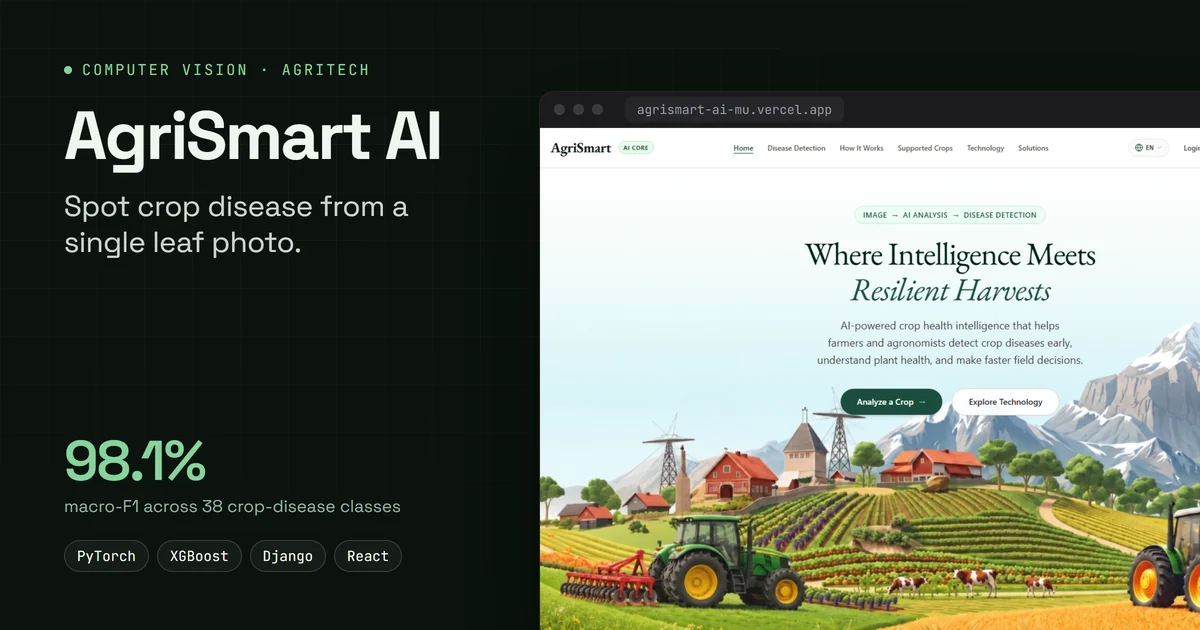 COMPUTER VISION · AGRITECH
AgriSmart AI
Spot crop disease from a
single leaf photo.
98.1%
macro-F1 across 38 crop-disease classes
PyTorch XGBoost Django React
agrismart-ai-mu.vercel.app
AgriSmart AI CORE Home Disease Detection How It Works Supported Crops Technology Solutions EN Login
IMAGE → AI ANALYSIS → DISEASE DETECTION
Where Intelligence Meets
Resilient Harvests
AI-powered crop health intelligence that helps
farmers and agronomists detect crop diseases early,
understand plant health, and make faster field decisions.
Analyze a Crop → Explore Technology